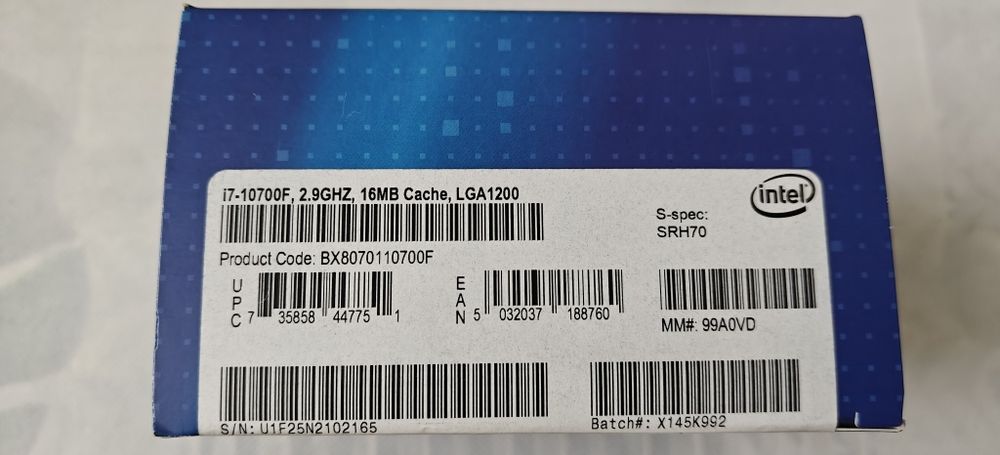 i7-10700F, 2.9GHZ, 16MB Cache, LGA1200
intel
S-spec:
SRH70
Product Code: BX8070110700F
UPC 7 35858 44775 1
EAN 5 032037 188760
MM#: 99A0VD
S/N: U1F25N2102165
Batch#: X145K992